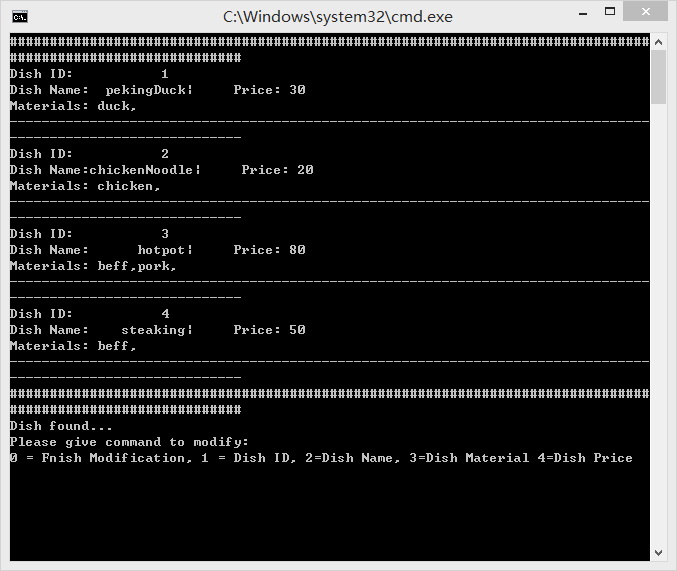 C:\Windows\system32\cmd.exe
################################################################################
#############################
Dish ID:           1
Dish Name:  pekingDuck¦     Price: 30
Materials: duck,
--------------------------------------------------------------------------------
-----------------------------
Dish ID:           2
Dish Name:chickenNoodle¦     Price: 20
Materials: chicken,
--------------------------------------------------------------------------------
-----------------------------
Dish ID:           3
Dish Name:      hotpot¦     Price: 80
Materials: beff,pork,
--------------------------------------------------------------------------------
-----------------------------
Dish ID:           4
Dish Name:    steaking¦     Price: 50
Materials: beff,
--------------------------------------------------------------------------------
-----------------------------
################################################################################
#############################
Dish found...
Please give command to modify:
0 = Fnish Modification, 1 = Dish ID, 2=Dish Name, 3=Dish Material 4=Dish Price